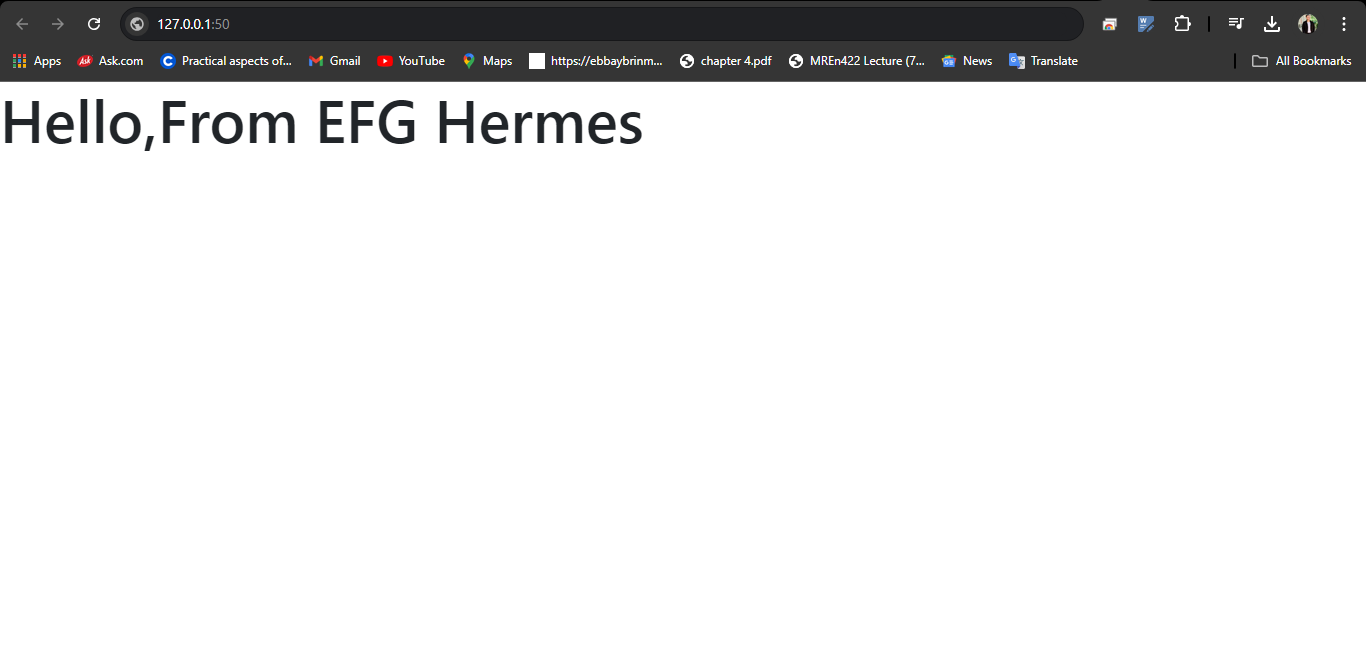 127.0.0.1:50
Apps Ask Ask.com C Practical aspects of... Gmail YouTube Maps https://ebbaybrinm... chapter 4.pdf MREn422 Lecture (7... News Translate All Bookmarks
Hello,From EFG Hermes